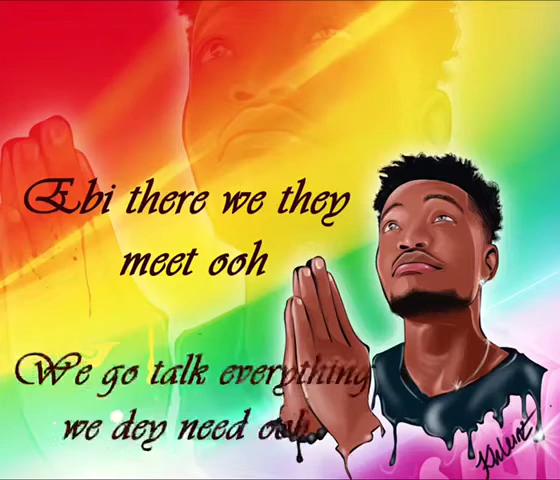 Ebi there we they
meet ooh
We go talk everything
we dey need ooh